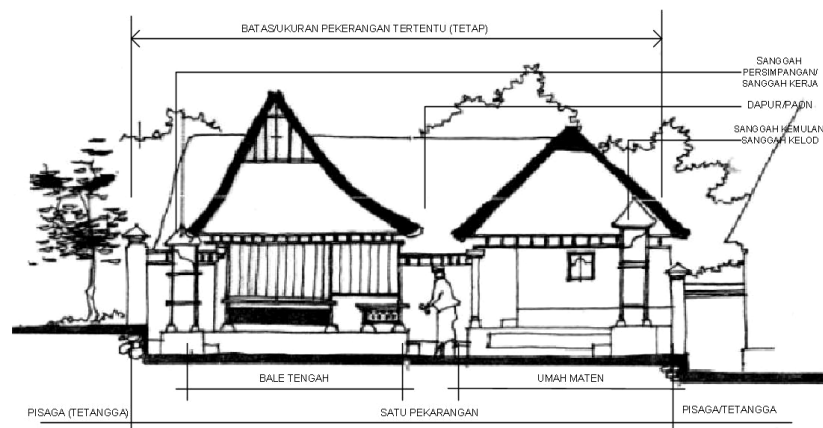 BATAS/UKURAN PEKERANGAN TERTENTU (TETAP)
SANGGAH
PERSIMPANGAN/
SANGGAH KERJA
DAPUR/PAON
SANGGAH KEMULAN
SANGGAH KELOD
BALE TENGAH
UMAH MATEN
PISAGA (TETANGGA)
SATU PEKARANGAN
PISAGA/TETANGGA